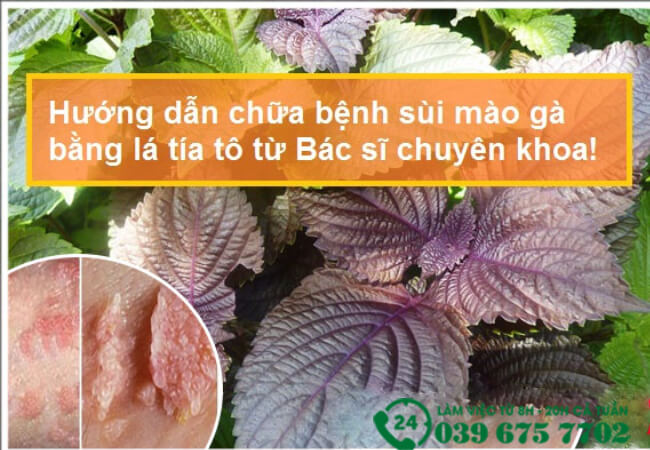 Hướng dẫn chữa bệnh sùi mào gà
bằng lá tía tô từ Bác sĩ chuyên khoa!
24
LÀM VIỆC TỪ 8H - 20H CẢ TUẦN
039 675 7702